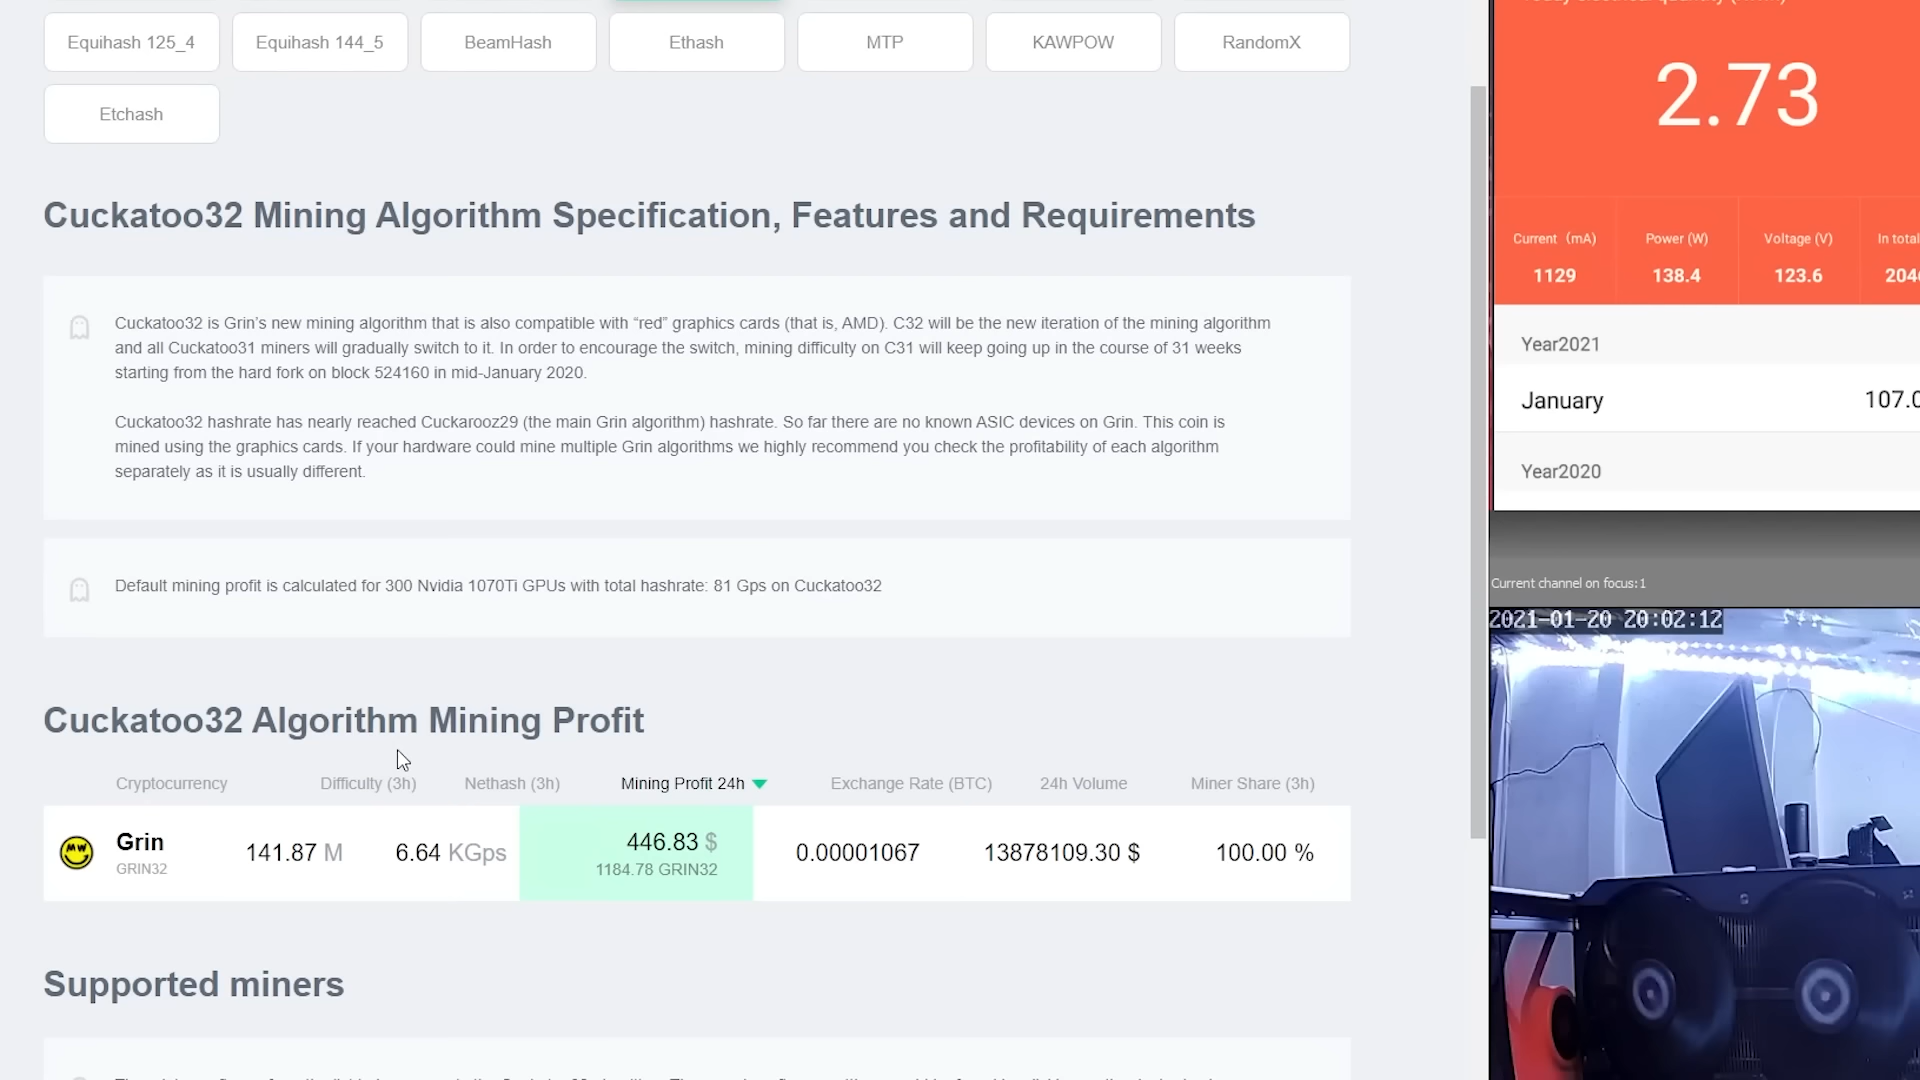 Equihash 125_4
Equihash 144_5
BeamHash
Ethash
MTP
KAWPOW
RandomX
Etchash
Cuckatoo32 Mining Algorithm Specification, Features and Requirements
Cuckatoo32 is Grin’s new mining algorithm that is also compatible with “red” graphics cards (that is, AMD). C32 will be the new iteration of the mining algorithm
and all Cuckatoo31 miners will gradually switch to it. In order to encourage the switch, mining difficulty on C31 will keep going up in the course of 31 weeks
starting from the hard fork on block 524160 in mid-January 2020.
Cuckatoo32 hashrate has nearly reached Cuckarooz29 (the main Grin algorithm) hashrate. So far there are no known ASIC devices on Grin. This coin is
mined using the graphics cards. If your hardware could mine multiple Grin algorithms we highly recommend you check the profitability of each algorithm
separately as it is usually different.
Default mining profit is calculated for 300 Nvidia 1070Ti GPUs with total hashrate: 81 Gps on Cuckatoo32
Cuckatoo32 Algorithm Mining Profit
Cryptocurrency Difficulty (3h) Nethash (3h) Mining Profit 24h Exchange Rate (BTC) 24h Volume Miner Share (3h)
MW
Grin 141.87 M 6.64 KGps 446.83 $ 0.00001067 13878109.30 $ 100.00 %
GRIN32 1184.78 GRIN32
Supported miners
2.73
Current (mA) Power (W) Voltage (V) In total
1129 138.4 123.6 204
Year2021
January 107.0
Year2020
Current channel on focus:1
2021-01-20 20:02:12